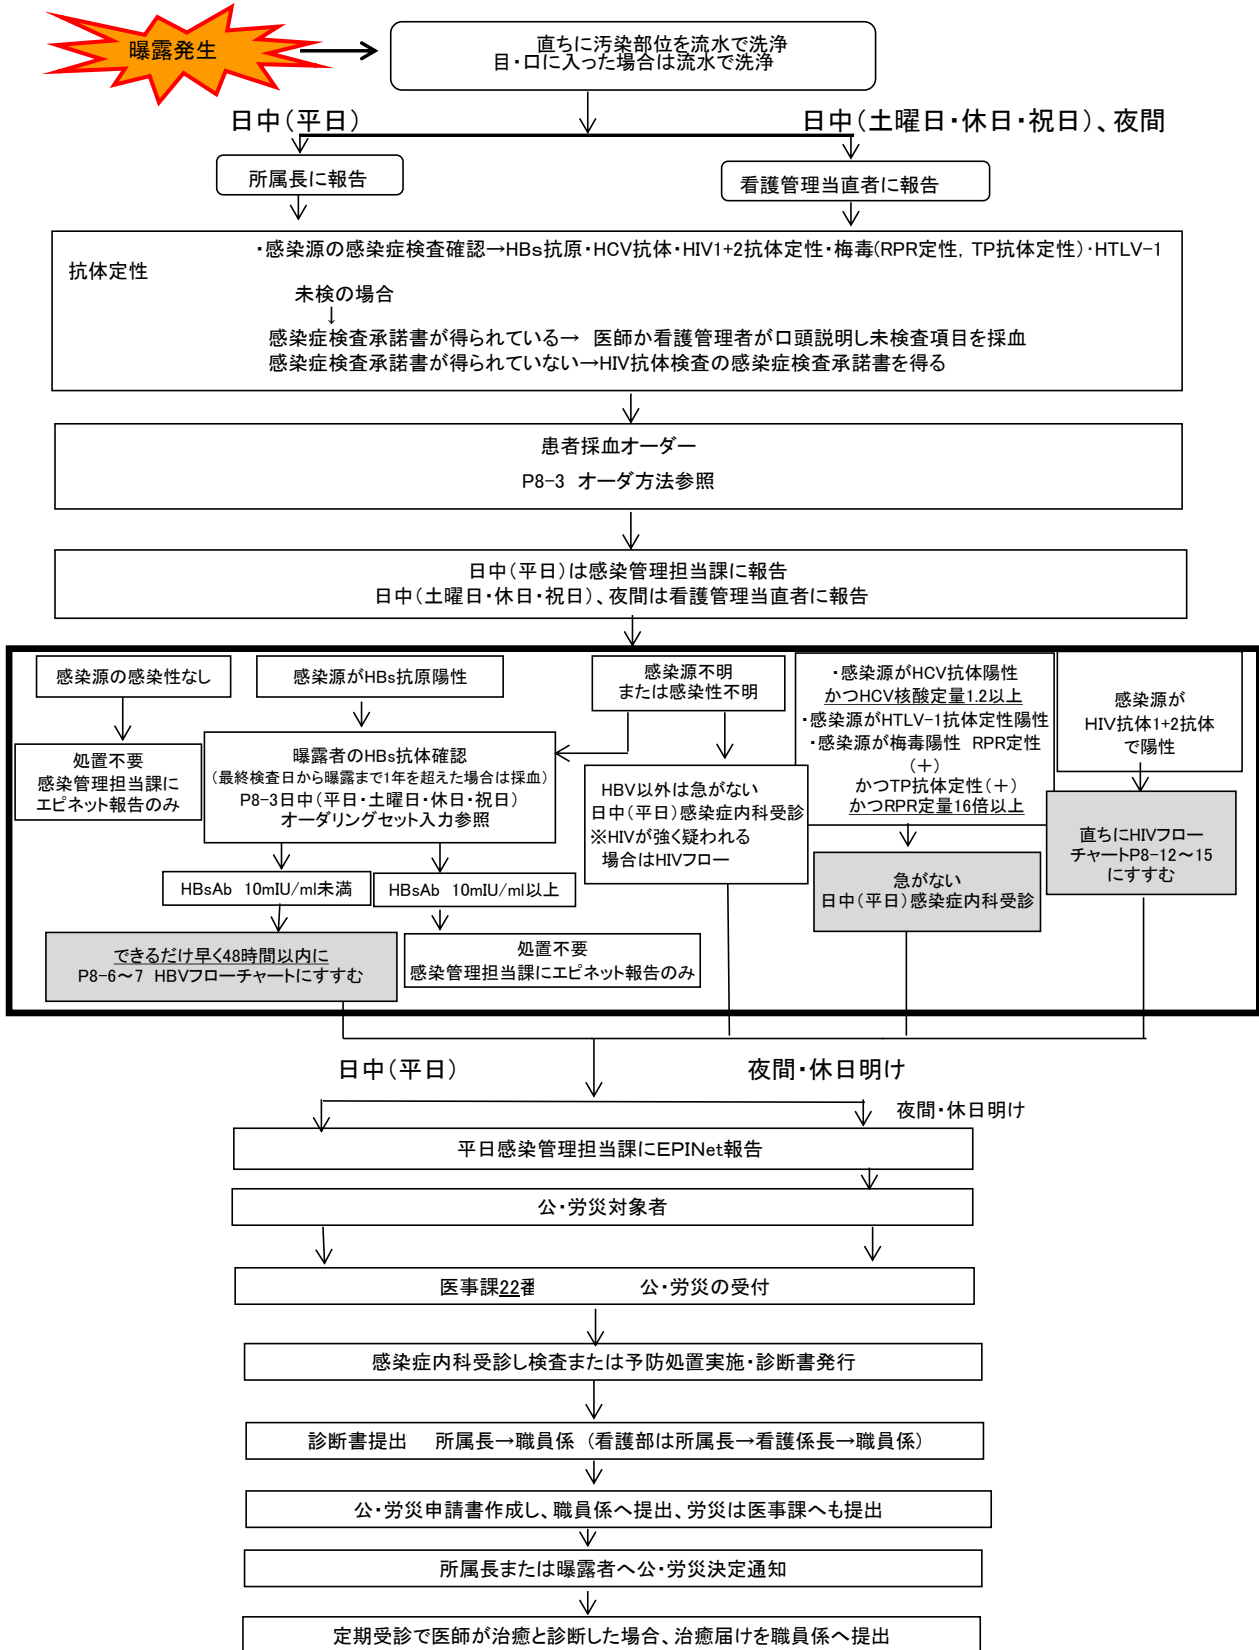 曝露発生
直ちに汚染部位を流水で洗浄
目・口に入った場合は流水で洗浄
日中(平日)
日中(土曜日・休日・祝日)、夜間
所属長に報告
看護管理当直者に報告
・感染源の感染症検査確認→HBs抗原・HCV抗体・HIV1+2抗体定性・梅毒(RPR定性, TP抗体定性)・HTLV-1
抗体定性
未検の場合
↓
感染症検査承諾書が得られている→ 医師か看護管理者が口頭説明し未検査項目を採血
感染症検査承諾書が得られていない→HIV抗体検査の感染症検査承諾書を得る
患者採血オーダー
P8-3 オーダ方法参照
日中(平日)は感染管理担当課に報告
日中(土曜日・休日・祝日)、夜間は看護管理当直者に報告
感染源の感染性なし
処置不要
感染管理担当課に
エピネット報告のみ
感染源がHBs抗原陽性
曝露者のHBs抗体確認
(最終検査日から曝露まで1年を超えた場合は採血)
P8-3日中(平日・土曜日・休日・祝日)
オーダリングセット入力参照
HBsAb 10mIU/ml未満
HBsAb 10mIU/ml以上
できるだけ早く48時間以内に
P8-6～7 HBVフローチャートにすすむ
処置不要
感染管理担当課にエピネット報告のみ
感染源不明
または感染性不明
HBV以外は急がない
日中(平日)感染症内科受診
※HIVが強く疑われる
場合はHIVフロー
・感染源がHCV抗体陽性
かつHCV核酸定量1.2以上
・感染源がHTLV-1抗体定性陽性
・感染源が梅毒陽性 RPR定性
(+)
かつTP抗体定性(+)
かつRPR定量16倍以上
急がない
日中(平日)感染症内科受診
感染源が
HIV抗体1+2抗体
で陽性
直ちにHIVフロー
チャートP8-12～15
にすすむ
日中(平日)
夜間・休日明け
夜間・休日明け
平日感染管理担当課にEPINet報告
公・労災対象者
医事課22番 公・労災の受付
感染症内科受診し検査または予防処置実施・診断書発行
診断書提出 所属長→職員係 (看護部は所属長→看護係長→職員係)
公・労災申請書作成し、職員係へ提出、労災は医事課へも提出
所属長または曝露者へ公・労災決定通知
定期受診で医師が治癒と診断した場合、治癒届けを職員係へ提出